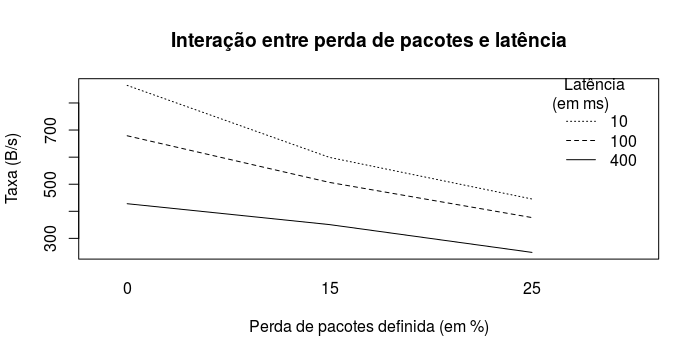 Interação entre perda de pacotes e latência
Latência
(em ms)
10
100
400
Taxa (B/s)
700
500
300
0 15 25
Perda de pacotes definida (em %)